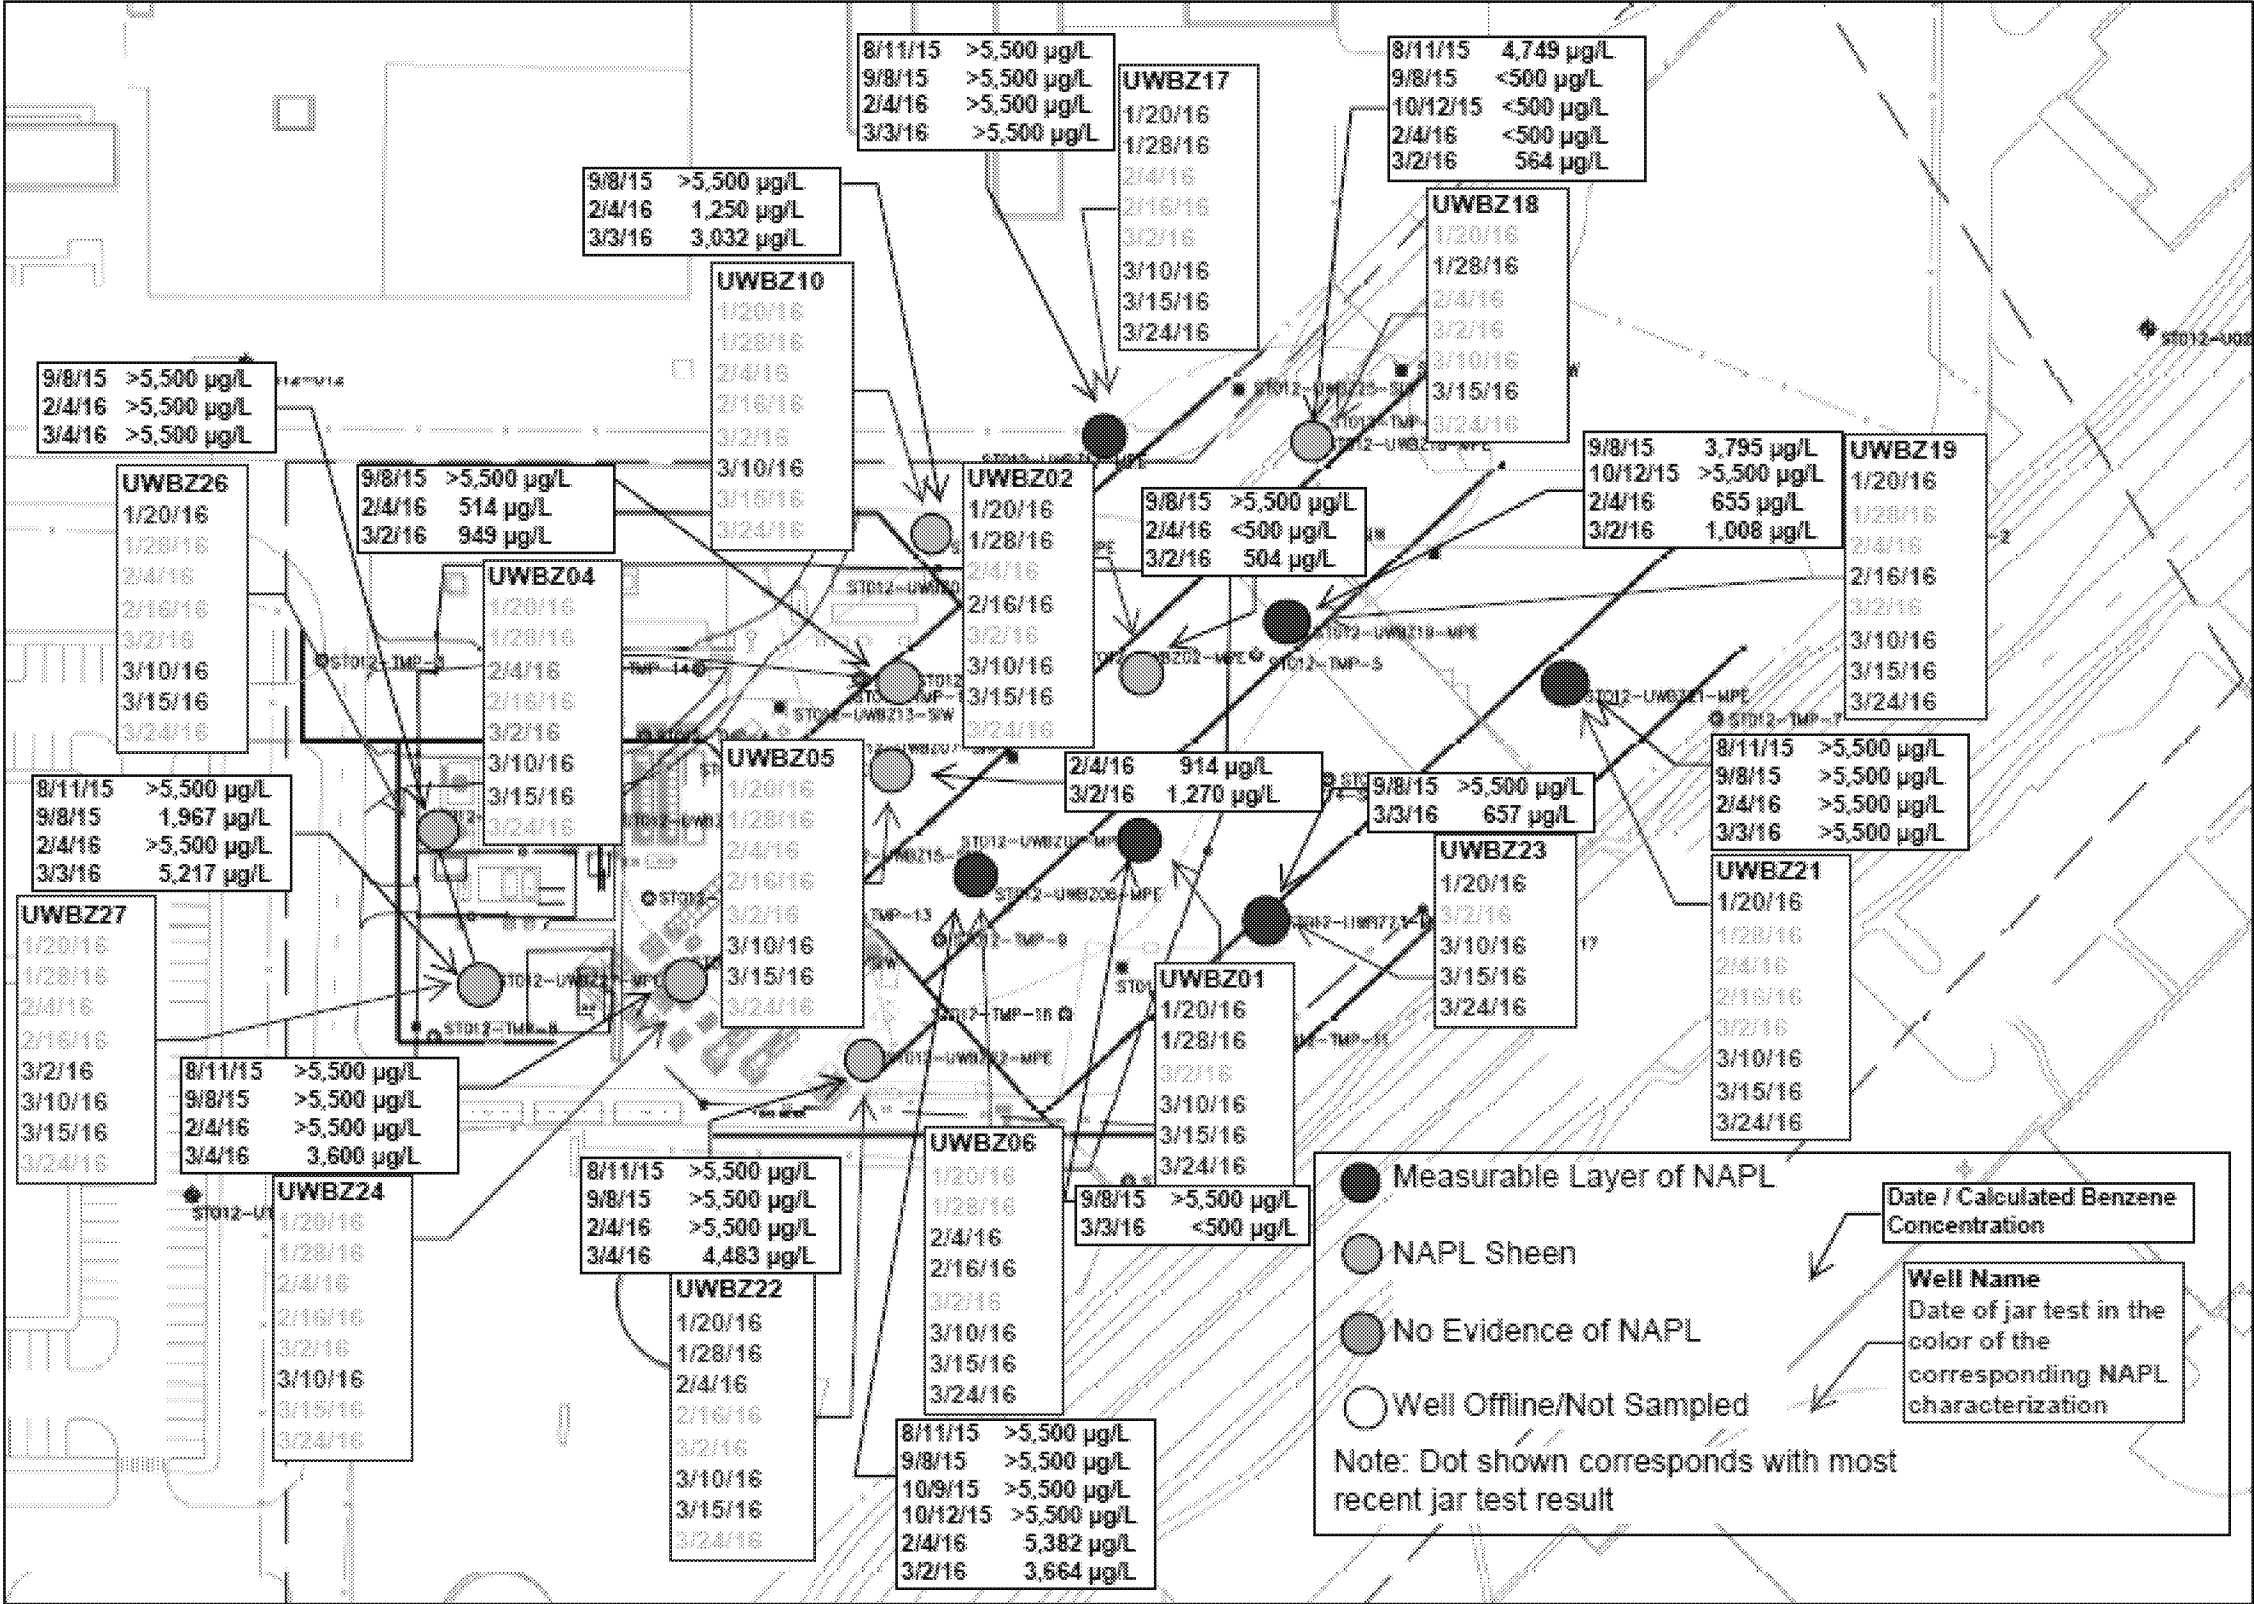 8/11/15 >5,500 µg/L
9/8/15 >5,500 µg/L
2/4/16 >5,500 µg/L
3/3/16 >5,500 µg/L
UWBZ17
1/20/16
1/28/16
2/4/16
2/16/16
3/2/16
3/10/16
3/15/16
3/24/16
8/11/15 4,749 µg/L
9/8/15 <500 µg/L
10/12/15 <500 µg/L
2/4/16 <500 µg/L
3/2/16 564 µg/L
UWBZ18
1/20/16
1/28/16
2/4/16
3/2/16
3/10/16
3/15/16
3/24/16
9/8/15 >5,500 µg/L
2/4/16 1,250 µg/L
3/3/16 3,032 µg/L
UWBZ10
1/20/16
1/28/16
2/4/16
2/16/16
3/2/16
3/10/16
3/15/16
3/24/16
9/8/15 >5,500 µg/L
2/4/16 >5,500 µg/L
3/4/16 >5,500 µg/L
UWBZ26
1/20/16
1/28/16
2/4/16
2/16/16
3/2/16
3/10/16
3/15/16
3/24/16
9/8/15 >5,500 µg/L
2/4/16 514 µg/L
3/2/16 949 µg/L
UWBZ04
1/20/16
1/28/16
2/4/16
2/16/16
3/2/16
3/10/16
3/15/16
3/24/16
UWBZ02
1/20/16
1/28/16
2/4/16
2/16/16
3/2/16
3/10/16
3/15/16
3/24/16
9/8/15 >5,500 µg/L
2/4/16 <500 µg/L
3/2/16 504 µg/L
9/8/15 3,795 µg/L
10/12/15 >5,500 µg/L
2/4/16 655 µg/L
3/2/16 1,008 µg/L
UWBZ19
1/20/16
1/28/16
2/4/16
2/16/16
3/2/16
3/10/16
3/15/16
3/24/16
ST012-UWBZ19-MPE
ST012-TMP-5
ST012-UWBZ21-MPE
ST012-TMP-7
ST012-UWBZ13-SIW
8/11/15 >5,500 µg/L
9/8/15 1,967 µg/L
2/4/16 >5,500 µg/L
3/3/16 5,217 µg/L
UWBZ27
1/20/16
1/28/16
2/4/16
2/16/16
3/2/16
3/10/16
3/15/16
3/24/16
UWBZ05
1/20/16
1/28/16
2/4/16
2/16/16
3/2/16
3/10/16
3/15/16
3/24/16
2/4/16 914 µg/L
3/2/16 1,270 µg/L
9/8/15 >5,500 µg/L
3/3/16 657 µg/L
UWBZ23
1/20/16
3/2/16
3/10/16
3/15/16
3/24/16
8/11/15 >5,500 µg/L
9/8/15 >5,500 µg/L
2/4/16 >5,500 µg/L
3/3/16 >5,500 µg/L
UWBZ21
1/20/16
1/28/16
2/4/16
2/16/16
3/2/16
3/10/16
3/15/16
3/24/16
ST012-UWBZ06-MPE
TMP-13
UWBZ01
1/20/16
1/28/16
3/2/16
3/10/16
3/15/16
3/24/16
8/11/15 >5,500 µg/L
9/8/15 >5,500 µg/L
2/4/16 >5,500 µg/L
3/4/16 3,600 µg/L
UWBZ24
1/20/16
1/28/16
2/4/16
2/16/16
3/2/16
3/10/16
3/15/16
3/24/16
8/11/15 >5,500 µg/L
9/8/15 >5,500 µg/L
2/4/16 >5,500 µg/L
3/4/16 4,483 µg/L
UWBZ22
1/20/16
1/28/16
2/4/16
2/16/16
3/2/16
3/10/16
3/15/16
3/24/16
UWBZ06
1/20/16
1/28/16
2/4/16
2/16/16
3/2/16
3/10/16
3/15/16
3/24/16
9/8/15 >5,500 µg/L
3/3/16 <500 µg/L
8/11/15 >5,500 µg/L
9/8/15 >5,500 µg/L
10/9/15 >5,500 µg/L
10/12/15 >5,500 µg/L
2/4/16 5,382 µg/L
3/2/16 3,664 µg/L
Measurable Layer of NAPL
NAPL Sheen
No Evidence of NAPL
Well Offline/Not Sampled
Note: Dot shown corresponds with most
recent jar test result
Date / Calculated Benzene
Concentration
Well Name
Date of jar test in the
color of the
corresponding NAPL
characterization